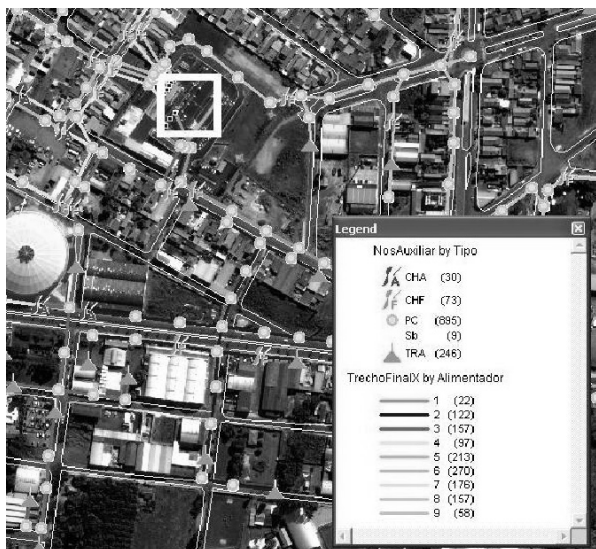 Legend
NosAuxiliar by Tipo
A CHA (30)
F CHF (73)
PC (895)
Sb (9)
TRA (246)
TrechoFinalX by Alimentador
1 (22)
2 (122)
3 (157)
4 (97)
5 (213)
6 (270)
7 (176)
8 (157)
9 (58)